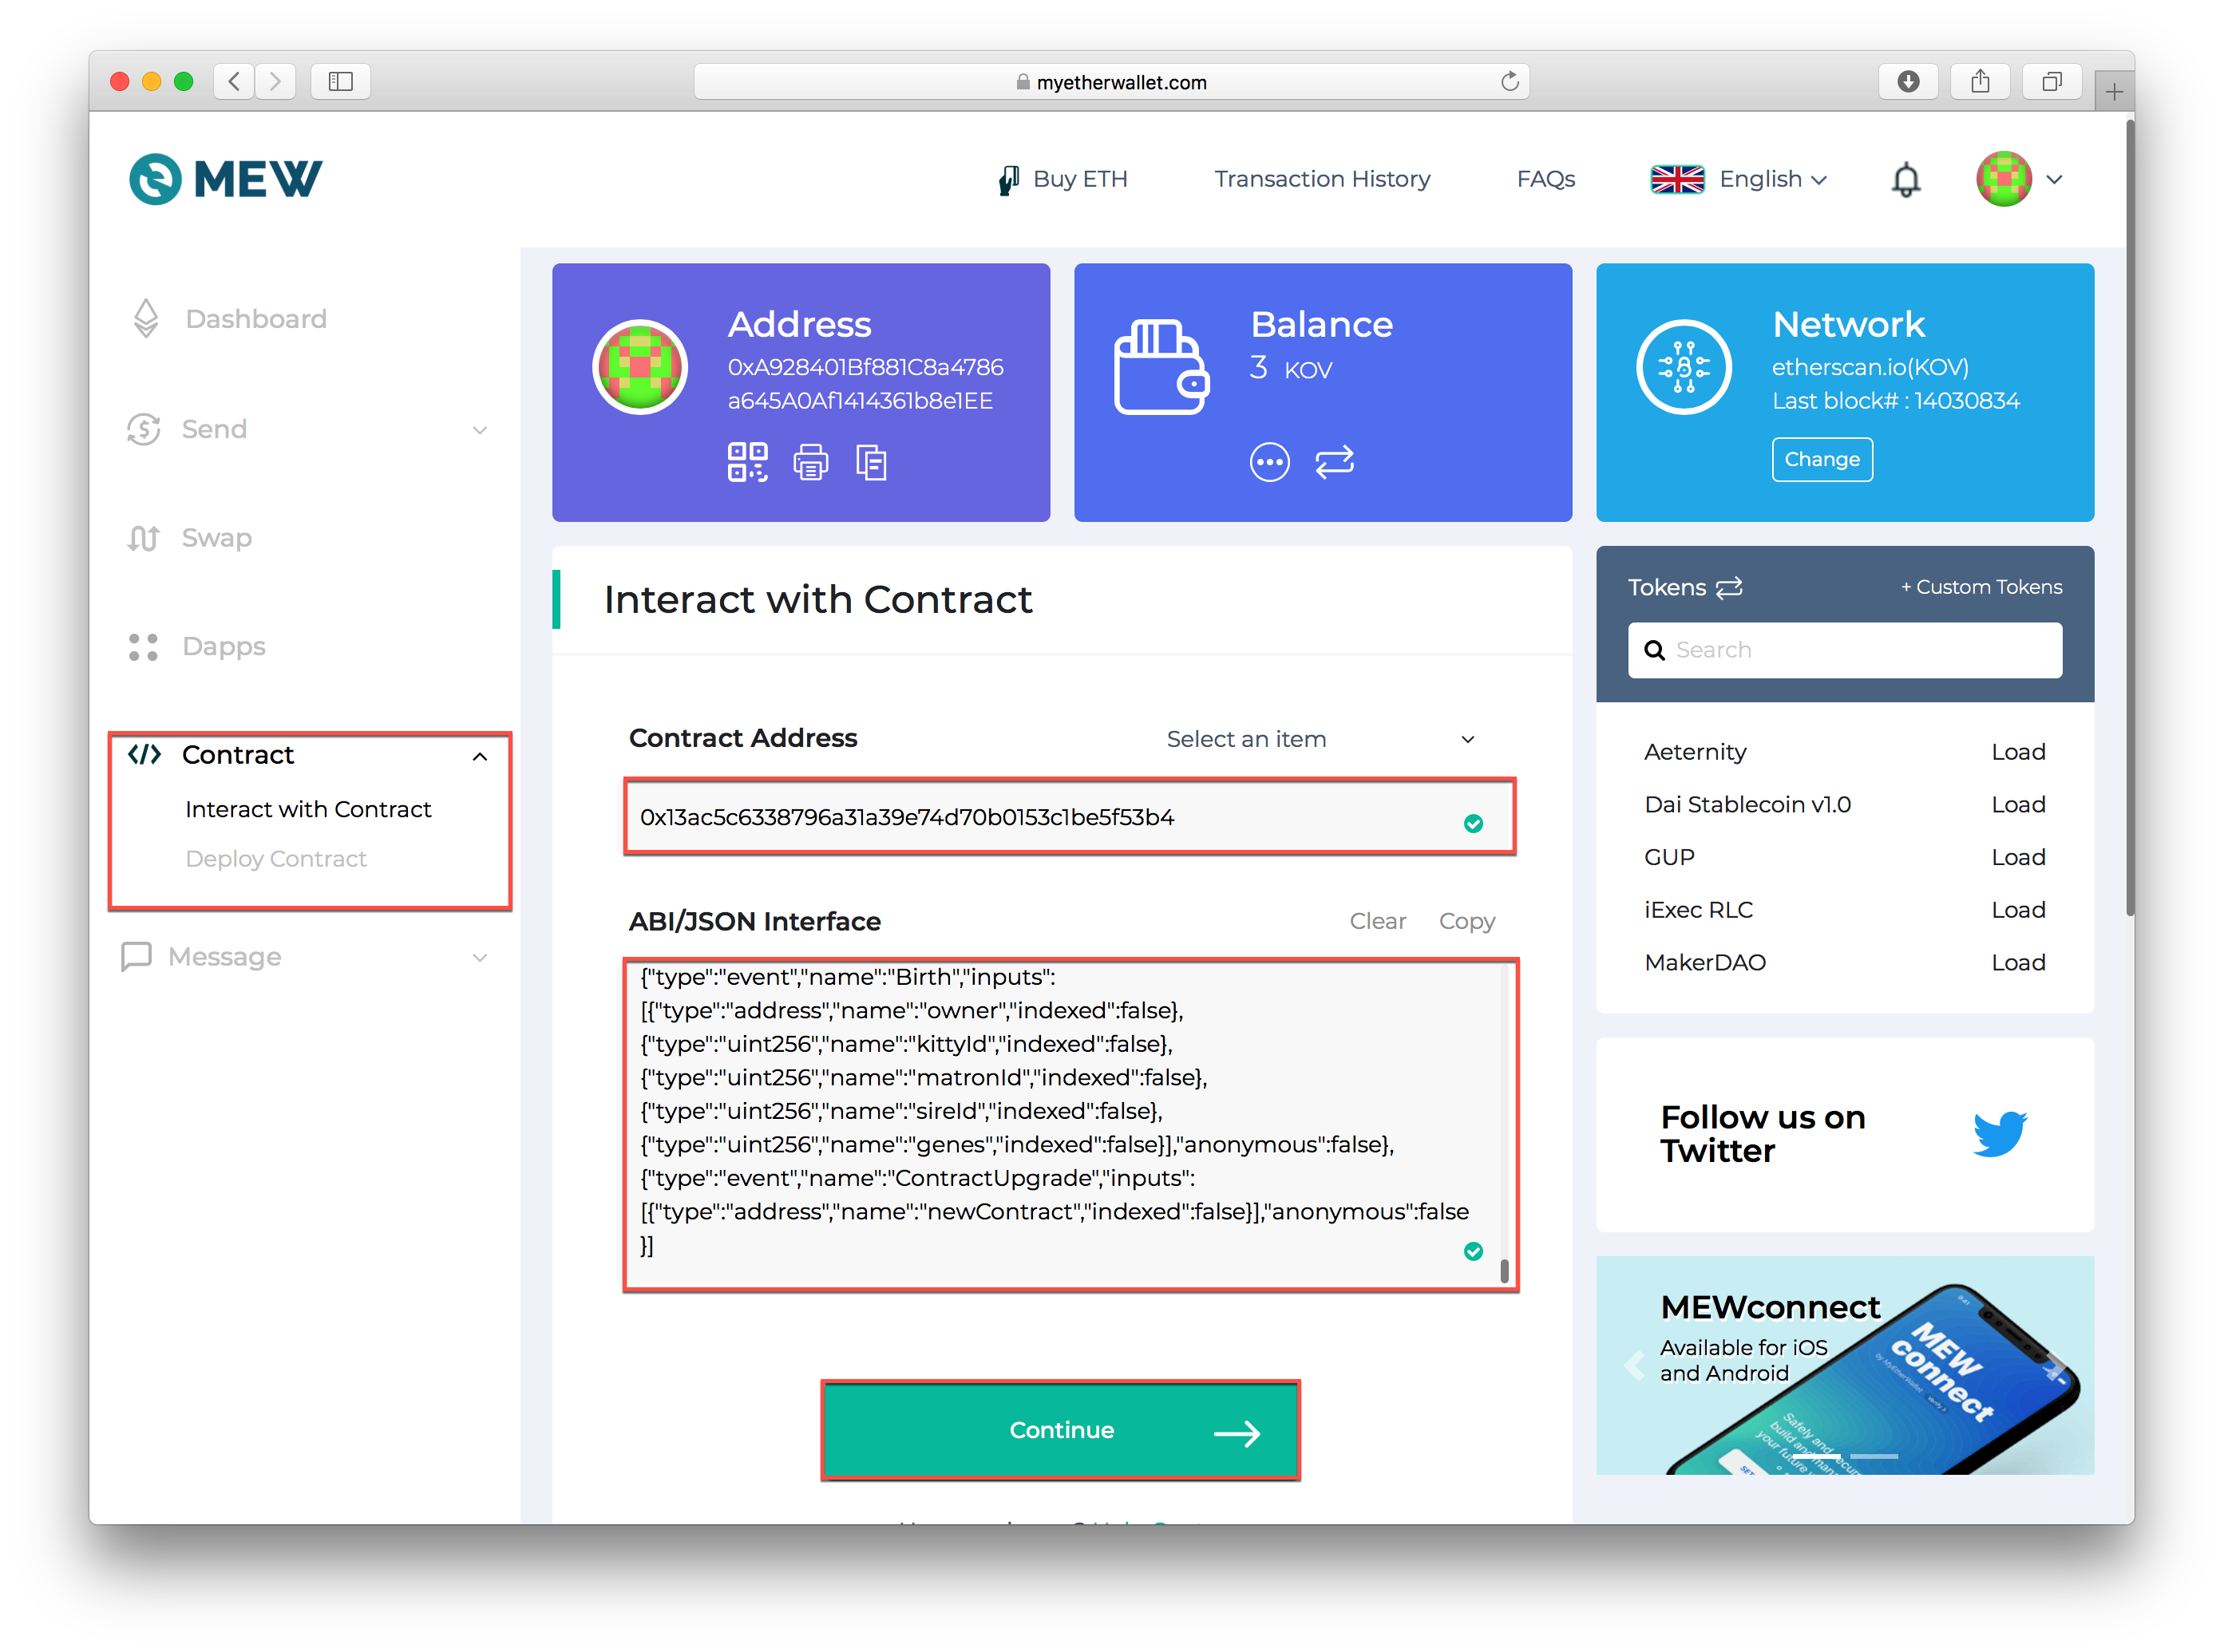 myetherwallet.com
MEW
Buy ETH
Transaction History
FAQs
English
Dashboard
Send
Swap
Dapps
Contract
Interact with Contract
Deploy Contract
Message
Address
0xA928401Bf881C8a4786
a645A0Af1414361b8e1EE
Balance
3 KOV
Network
etherscan.io(KOV)
Last block# : 14030834
Change
Interact with Contract
Contract Address
Select an item
0x13ac5c6338796a31a39e74d70b0153c1be5f53b4
ABI/JSON Interface
Clear
Copy
{"type":"event","name":"Birth","inputs":
[{"type":"address","name":"owner","indexed":false},
{"type":"uint256","name":"kittyId","indexed":false},
{"type":"uint256","name":"matronId","indexed":false},
{"type":"uint256","name":"sireId","indexed":false},
{"type":"uint256","name":"genes","indexed":false}],"anonymous":false},
{"type":"event","name":"ContractUpgrade","inputs":
[{"type":"address","name":"newContract","indexed":false}],"anonymous":false
}]
Continue
Tokens
+ Custom Tokens
Search
Aeternity Load
Dai Stablecoin v1.0 Load
GUP Load
iExec RLC Load
MakerDAO Load
Follow us on
Twitter
MEWconnect
Available for iOS
and Android
MEW
connect
by MyEtherWallet
Safely and